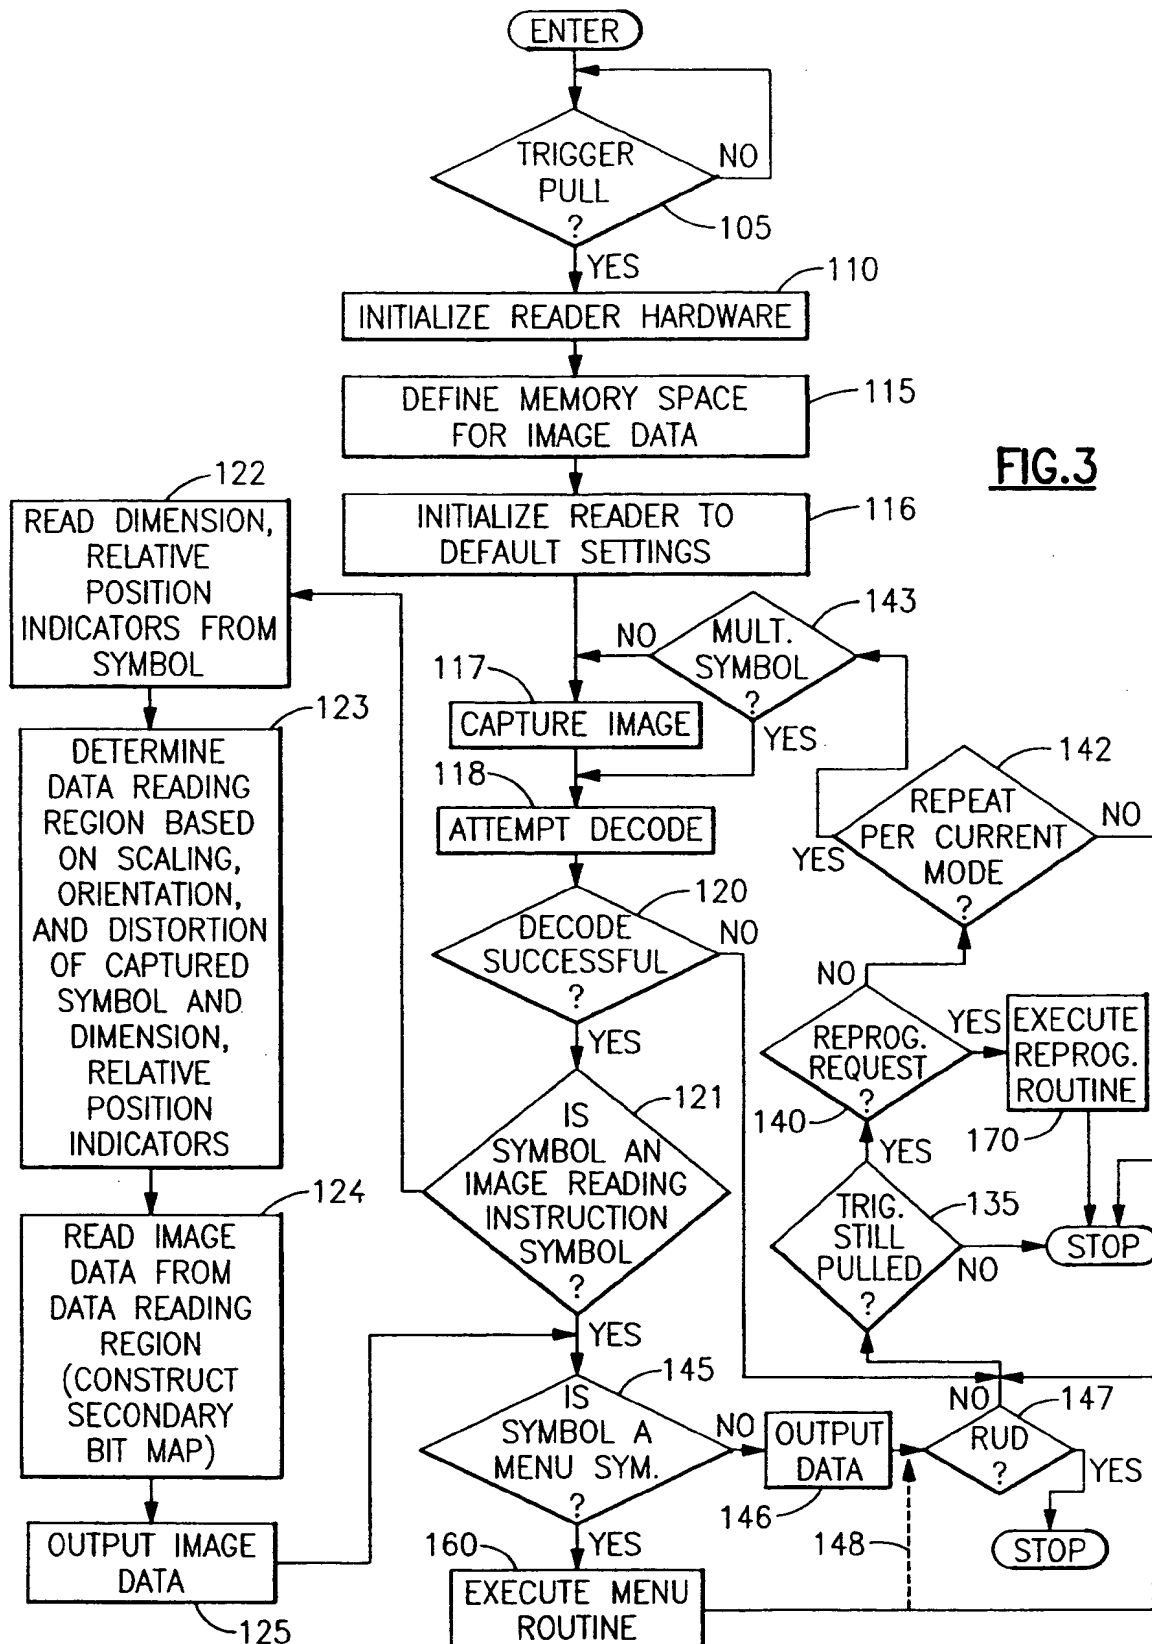 ENTER
TRIGGER
PULL
?
NO
105
YES
110
INITIALIZE READER HARDWARE
DEFINE MEMORY SPACE
FOR IMAGE DATA
115
FIG.3
INITIALIZE READER TO
DEFAULT SETTINGS
116
122
READ DIMENSION,
RELATIVE
POSITION
INDICATORS FROM
SYMBOL
143
MULT.
SYMBOL
?
NO
YES
117
CAPTURE IMAGE
118
ATTEMPT DECODE
123
DETERMINE
DATA READING
REGION BASED
ON SCALING,
ORIENTATION,
AND DISTORTION
OF CAPTURED
SYMBOL AND
DIMENSION,
RELATIVE
POSITION
INDICATORS
142
REPEAT
PER CURRENT
MODE
?
YES
NO
120
DECODE
SUCCESSFUL
?
NO
YES
NO
REPROG.
REQUEST
?
140
YES
EXECUTE
REPROG.
ROUTINE
170
121
IS
SYMBOL AN
IMAGE READING
INSTRUCTION
SYMBOL
?
YES
YES
TRIG.
STILL
PULLED
?
135
NO
STOP
124
READ IMAGE
DATA FROM
DATA READING
REGION
(CONSTRUCT
SECONDARY
BIT MAP)
145
IS
SYMBOL A
MENU SYM.
?
NO
YES
OUTPUT
DATA
146
NO
147
RUD
?
YES
STOP
148
OUTPUT IMAGE
DATA
125
160
EXECUTE MENU
ROUTINE